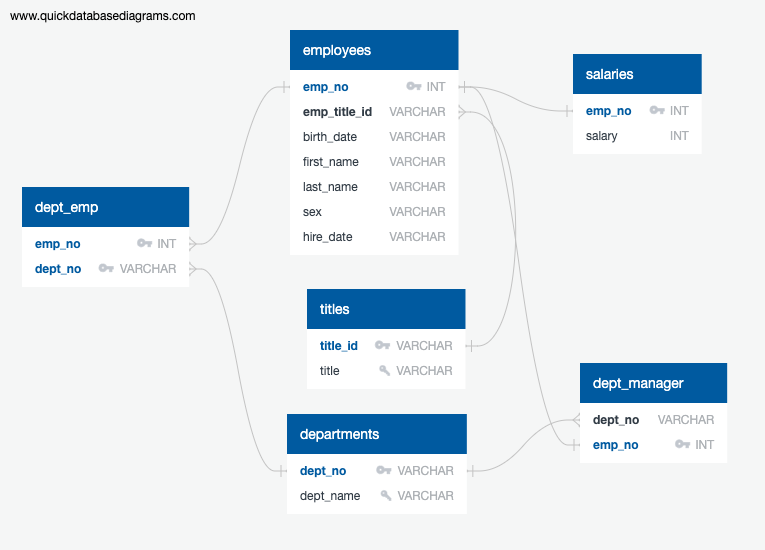 www.quickdatabasediagrams.com
employees
emp_no INT
emp_title_id VARCHAR
birth_date VARCHAR
first_name VARCHAR
last_name VARCHAR
sex VARCHAR
hire_date VARCHAR
salaries
emp_no INT
salary INT
dept_emp
emp_no INT
dept_no VARCHAR
titles
title_id VARCHAR
title VARCHAR
dept_manager
dept_no VARCHAR
emp_no INT
departments
dept_no VARCHAR
dept_name VARCHAR